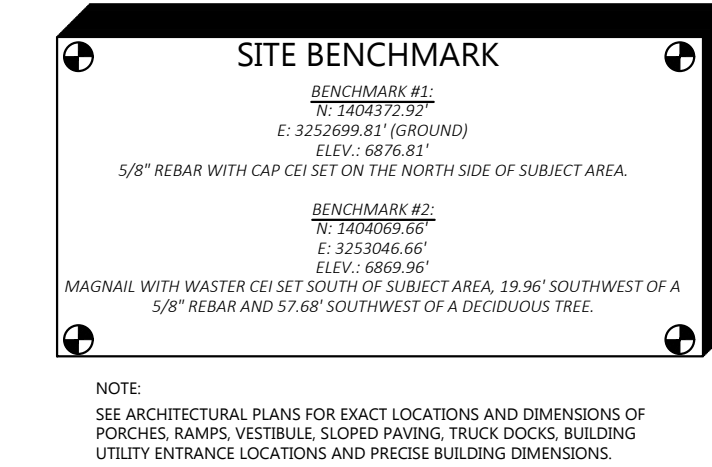 SITE BENCHMARK
BENCHMARK #1:
N: 1404372.92'
E: 3252699.81' (GROUND)
ELEV.: 6876.81'
5/8" REBAR WITH CAP CEI SET ON THE NORTH SIDE OF SUBJECT AREA.
BENCHMARK #2:
N: 1404069.66'
E: 3253046.66'
ELEV.: 6869.96'
MAGNAIL WITH WASTER CEI SET SOUTH OF SUBJECT AREA, 19.96' SOUTHWEST OF A
5/8" REBAR AND 57.68' SOUTHWEST OF A DECIDUOUS TREE.
NOTE:
SEE ARCHITECTURAL PLANS FOR EXACT LOCATIONS AND DIMENSIONS OF
PORCHES, RAMPS, VESTIBULE, SLOPED PAVING, TRUCK DOCKS, BUILDING
UTILITY ENTRANCE LOCATIONS AND PRECISE BUILDING DIMENSIONS.